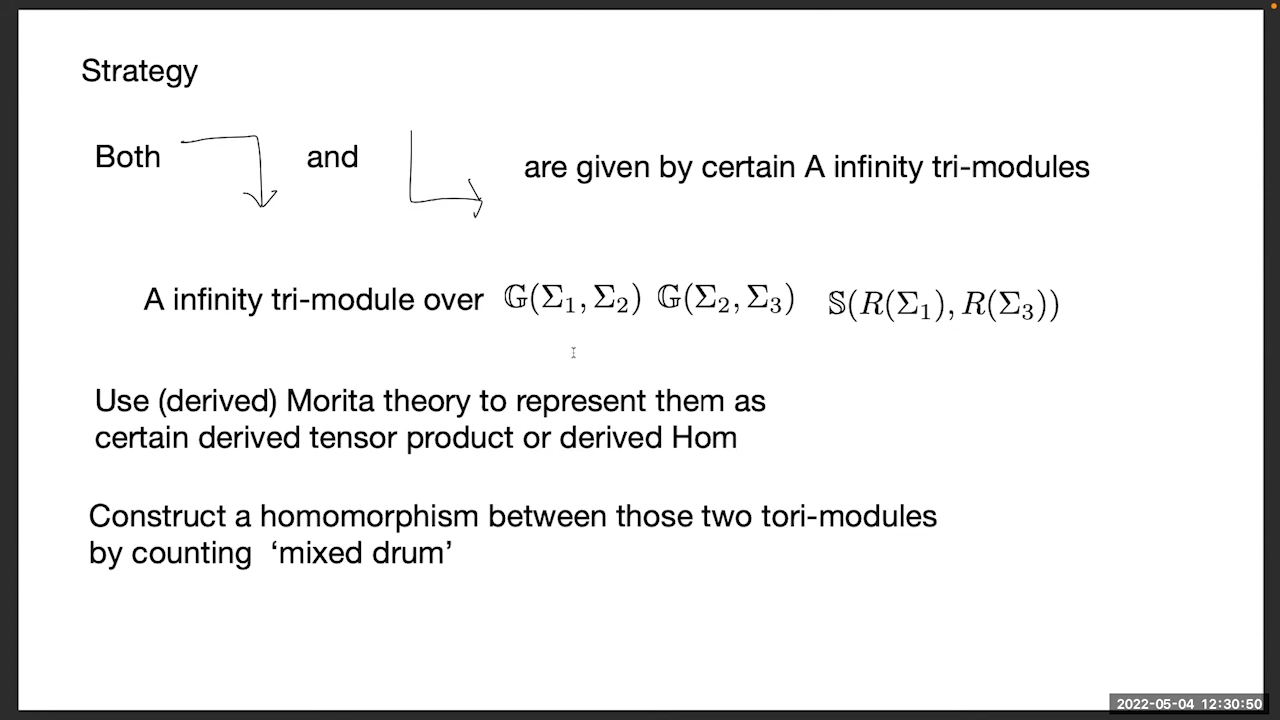 Strategy
Both and are given by certain A infinity tri-modules
A infinity tri-module over 𝔾(Σ₁, Σ₂) 𝔾(Σ₂, Σ₃) 𝕊(R(Σ₁), R(Σ₃))
Use (derived) Morita theory to represent them as
certain derived tensor product or derived Hom
Construct a homomorphism between those two tori-modules
by counting ‘mixed drum’
2022-05-04 12:30:50